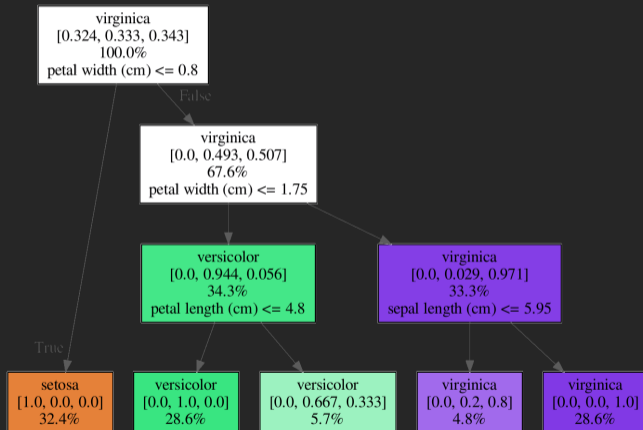 virginica
[0.324, 0.333, 0.343]
100.0%
petal width (cm) <= 0.8
False
virginica
[0.0, 0.493, 0.507]
67.6%
petal width (cm) <= 1.75
versicolor
[0.0, 0.944, 0.056]
34.3%
petal length (cm) <= 4.8
virginica
[0.0, 0.029, 0.971]
33.3%
sepal length (cm) <= 5.95
True
setosa
[1.0, 0.0, 0.0]
32.4%
versicolor
[0.0, 1.0, 0.0]
28.6%
versicolor
[0.0, 0.667, 0.333]
5.7%
virginica
[0.0, 0.2, 0.8]
4.8%
virginica
[0.0, 0.0, 1.0]
28.6%